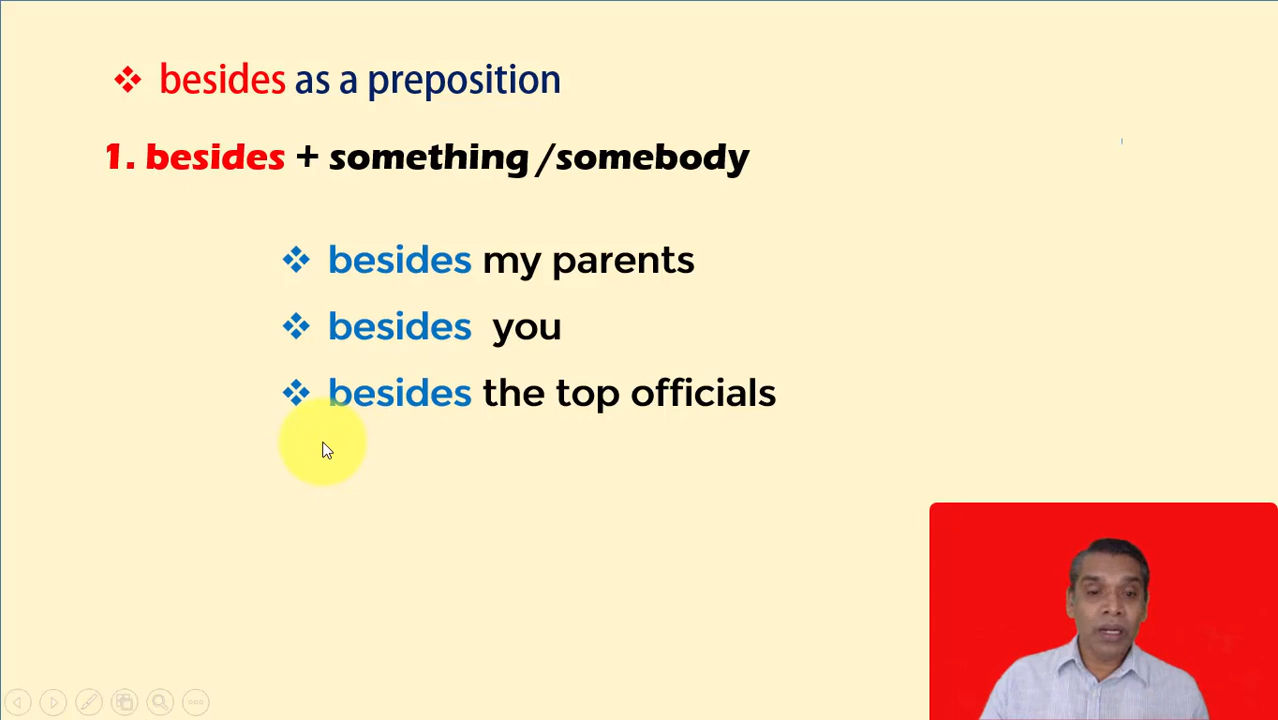 besides as a preposition
1. besides + something /somebody
besides my parents
besides you
besides the top officials